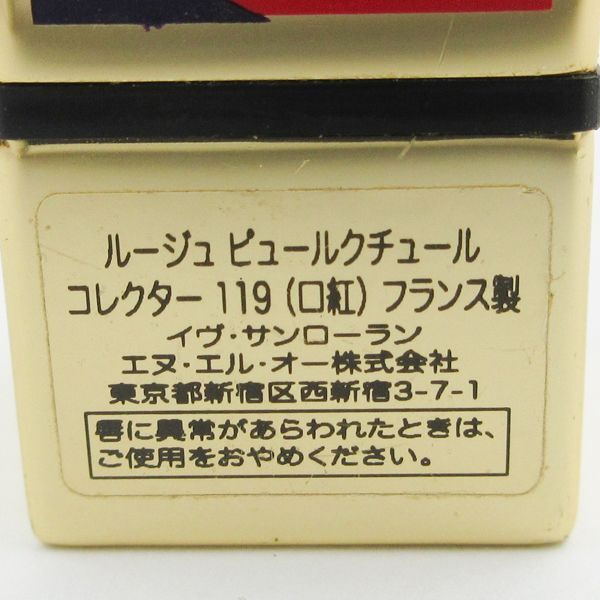 ルージュ ピュールクチュール
コレクター 119 (口紅) フランス製
イヴ・サンローラン
エヌ・エル・オー株式会社
東京都新宿区西新宿3-7-1
唇に異常があらわれたときは、
ご使用をおやめください。